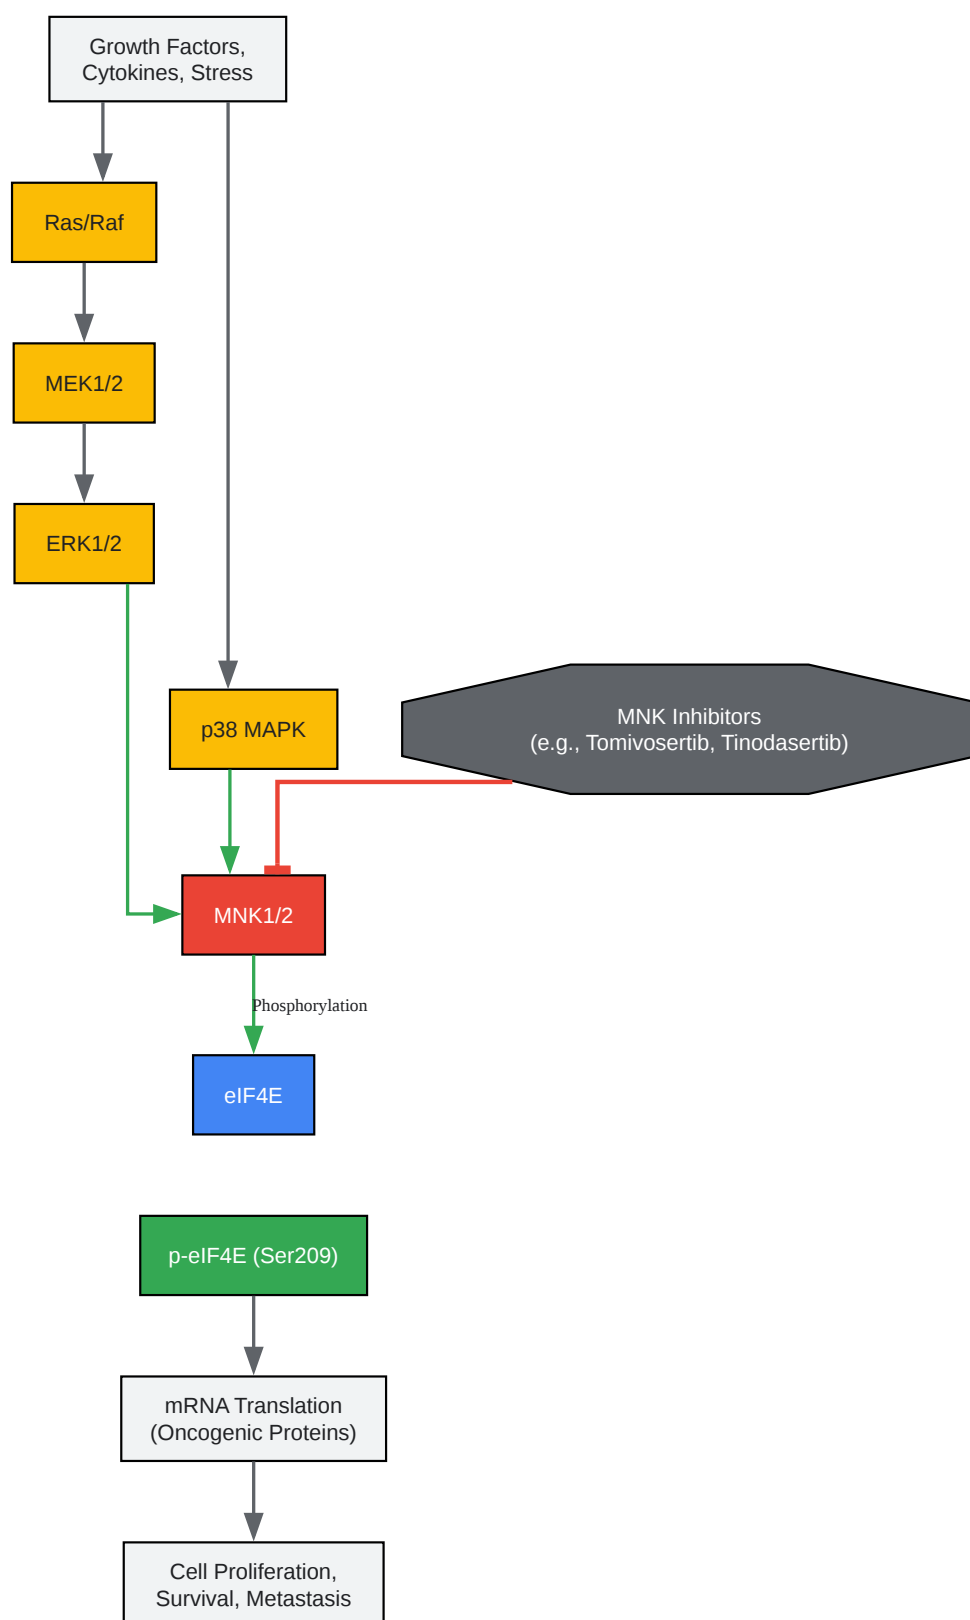 Growth Factors,
Cytokines, Stress
Ras/Raf
MEK1/2
ERK1/2
p38 MAPK
MNK Inhibitors
(e.g., Tomivosertib, Tinodasertib)
MNK1/2
Phosphorylation
eIF4E
p-eIF4E (Ser209)
mRNA Translation
(Oncogenic Proteins)
Cell Proliferation,
Survival, Metastasis